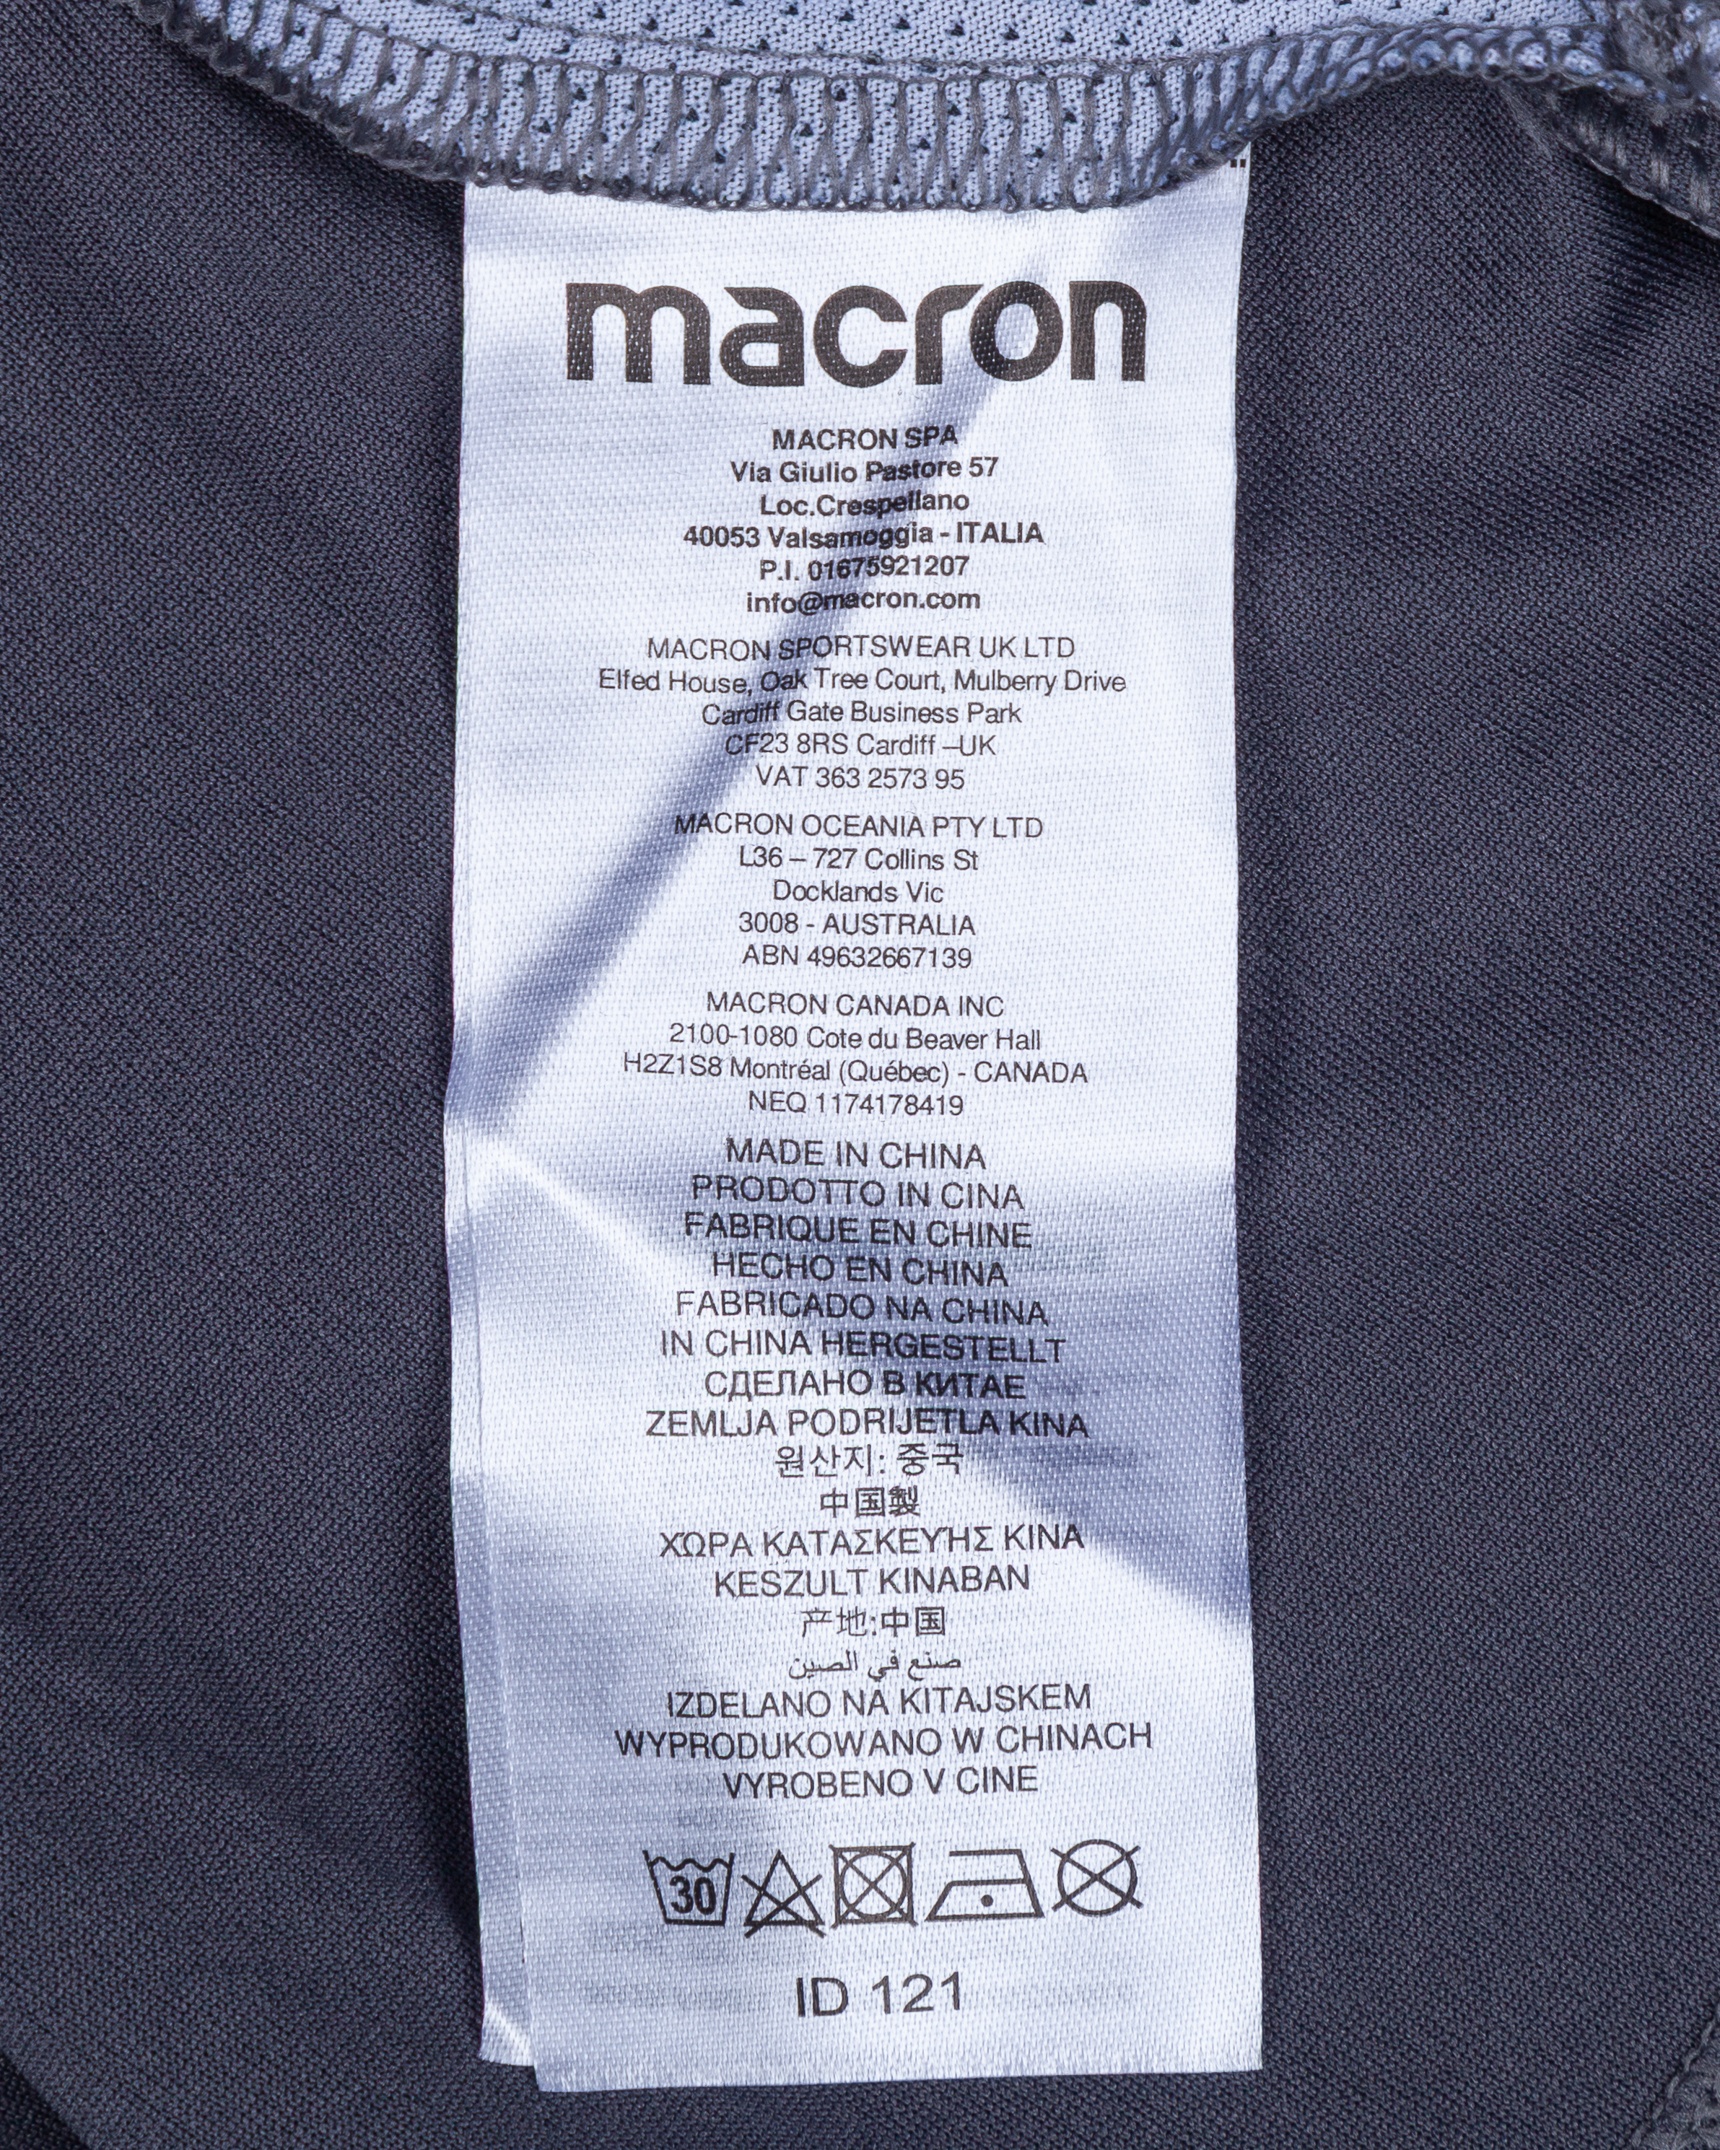 macron
MACRON SPA
Via Giulio Pastore 57
Loc.Crespellano
40053 Valsamoggia - ITALIA
P.I. 01675921207
info@macron.com
MACRON SPORTSWEAR UK LTD
Elfed House, Oak Tree Court, Mulberry Drive
Cardiff Gate Business Park
CF23 8RS Cardiff –UK
VAT 363 2573 95
MACRON OCEANIA PTY LTD
L36 – 727 Collins St
Docklands Vic
3008 - AUSTRALIA
ABN 49632667139
MACRON CANADA INC
2100-1080 Cote du Beaver Hall
H2Z1S8 Montréal (Québec) - CANADA
NEQ 1174178419
MADE IN CHINA
PRODOTTO IN CINA
FABRIQUE EN CHINE
HECHO EN CHINA
FABRICADO NA CHINA
IN CHINA HERGESTELLT
СДЕЛАНО В КИТАЕ
ZEMLJA PODRIJETLA KINA
원산지: 중국
中国製
ΧΏΡΑ ΚΑΤΑΣΚΕΥΉΣ ΚΙΝΑ
KESZULT KINABAN
产地:中国
صنع في الصين
IZDELANO NA KITAJSKEM
WYPRODUKOWANO W CHINACH
VYROBENO V CINE
30
ID 121